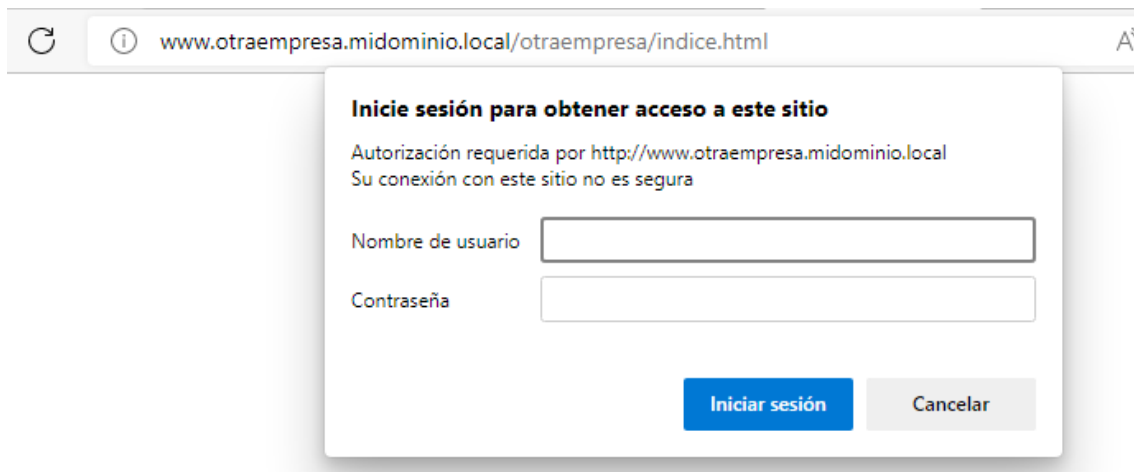 www.otraempresa.midominio.local/otraempresa/indice.html
Inicie sesión para obtener acceso a este sitio
Autorización requerida por http://www.otraempresa.midominio.local
Su conexión con este sitio no es segura
Nombre de usuario
Contraseña
Iniciar sesión Cancelar